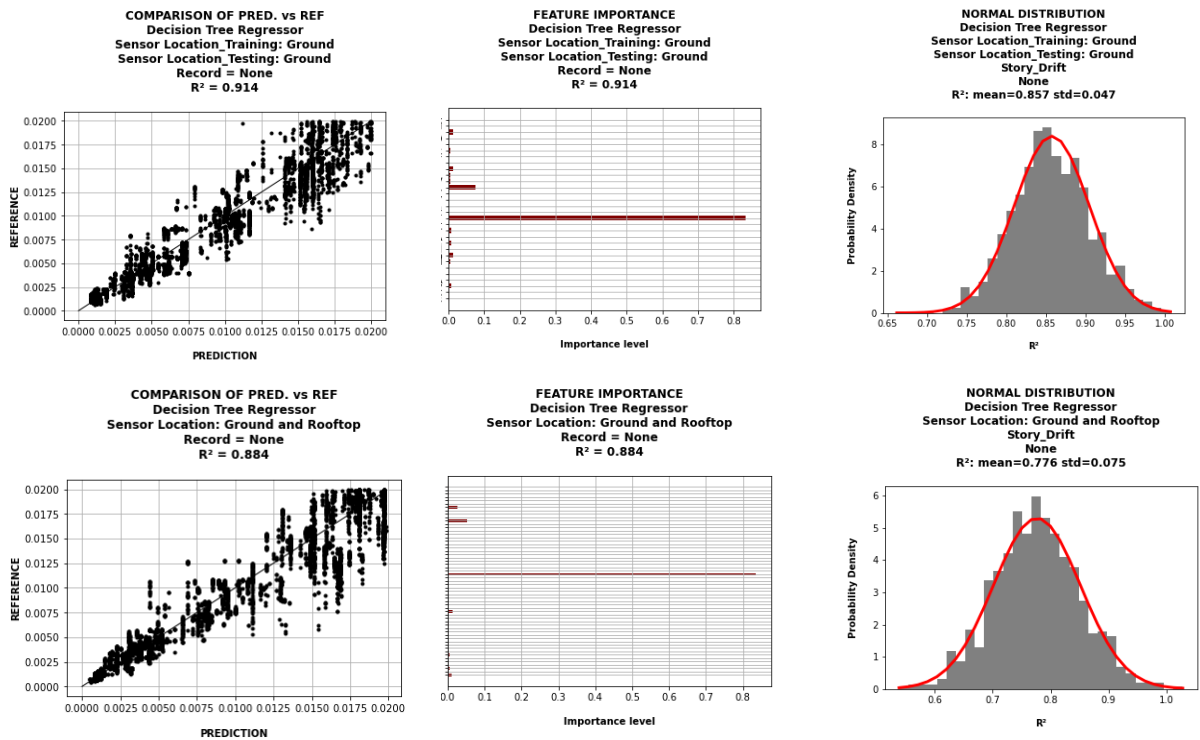 COMPARISON OF PRED. vs REF
Decision Tree Regressor
Sensor Location_Training: Ground
Sensor Location_Testing: Ground
Record = None
R² = 0.914
0.0200
0.0175
0.0150
0.0125
0.0100
0.0075
0.0050
0.0025
0.0000
REFERENCE
0.0000 0.0025 0.0050 0.0075 0.0100 0.0125 0.0150 0.0175 0.0200
PREDICTION
FEATURE IMPORTANCE
Decision Tree Regressor
Sensor Location_Training: Ground
Sensor Location_Testing: Ground
Record = None
R² = 0.914
0.0 0.1 0.2 0.3 0.4 0.5 0.6 0.7 0.8
Importance level
NORMAL DISTRIBUTION
Decision Tree Regressor
Sensor Location_Training: Ground
Sensor Location_Testing: Ground
Story_Drift
None
R²: mean=0.857 std=0.047
8
6
4
2
0
Probability Density
0.65 0.70 0.75 0.80 0.85 0.90 0.95 1.00
R²
COMPARISON OF PRED. vs REF
Decision Tree Regressor
Sensor Location: Ground and Rooftop
Record = None
R² = 0.884
0.0200
0.0175
0.0150
0.0125
0.0100
0.0075
0.0050
0.0025
0.0000
REFERENCE
0.0000 0.0025 0.0050 0.0075 0.0100 0.0125 0.0150 0.0175 0.0200
PREDICTION
FEATURE IMPORTANCE
Decision Tree Regressor
Sensor Location: Ground and Rooftop
Record = None
R² = 0.884
0.0 0.1 0.2 0.3 0.4 0.5 0.6 0.7 0.8
Importance level
NORMAL DISTRIBUTION
Decision Tree Regressor
Sensor Location: Ground and Rooftop
Story_Drift
None
R²: mean=0.776 std=0.075
6
5
4
3
2
1
0
Probability Density
0.6 0.7 0.8 0.9 1.0
R²